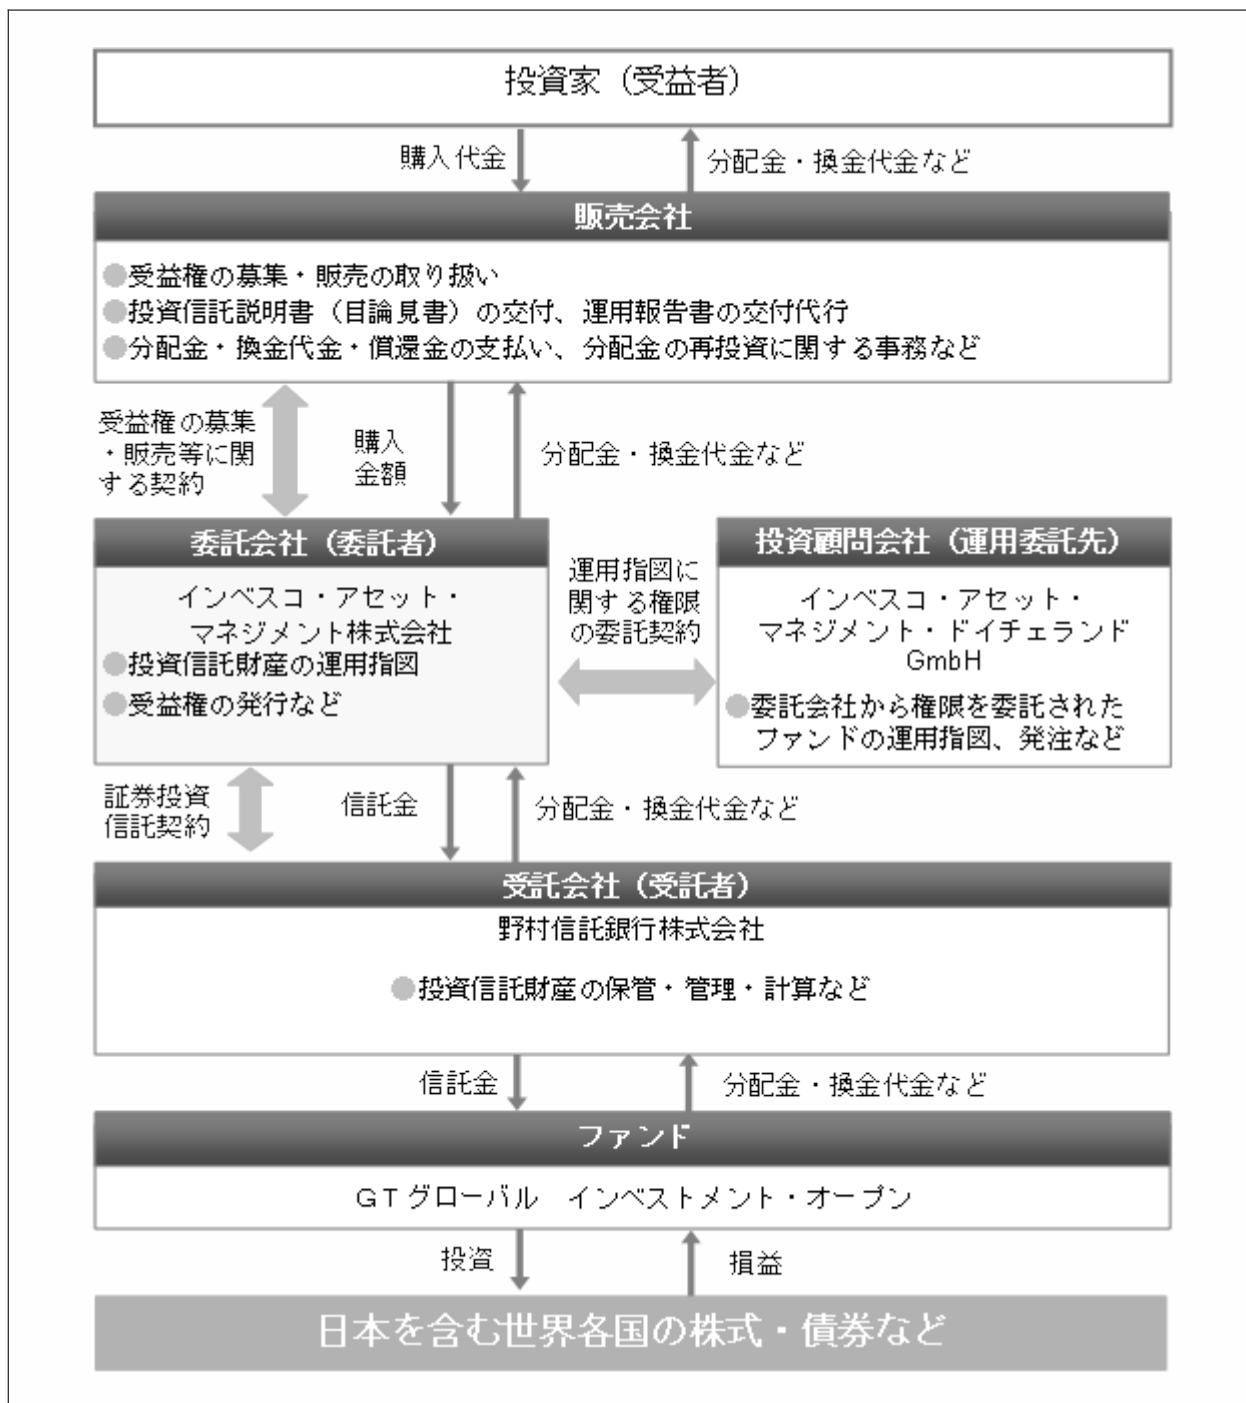 投資家（受益者）
購入代金
分配金・換金代金など
販売会社
●受益権の募集・販売の取り扱い
●投資信託説明書（目論見書）の交付、運用報告書の交付代行
●分配金・換金代金・償還金の支払い、分配金の再投資に関する事務など
受益権の募集
・販売等に関
する契約
購入
金額
分配金・換金代金など
委託会社（委託者）
インベスコ・アセット・
マネジメント株式会社
●投資信託財産の運用指図
●受益権の発行など
運用指図に
関する権限
の委託契約
投資顧問会社（運用委託先）
インベスコ・アセット・
マネジメント・ドイチェランド
GmbH
●委託会社から権限を委託された
ファンドの運用指図、発注など
証券投資
信託契約
信託金
分配金・換金代金など
受託会社（受託者）
野村信託銀行株式会社
●投資信託財産の保管・管理・計算など
信託金
分配金・換金代金など
ファンド
ＧＴグローバル　インベストメント・オープン
投資
損益
日本を含む世界各国の株式・債券など